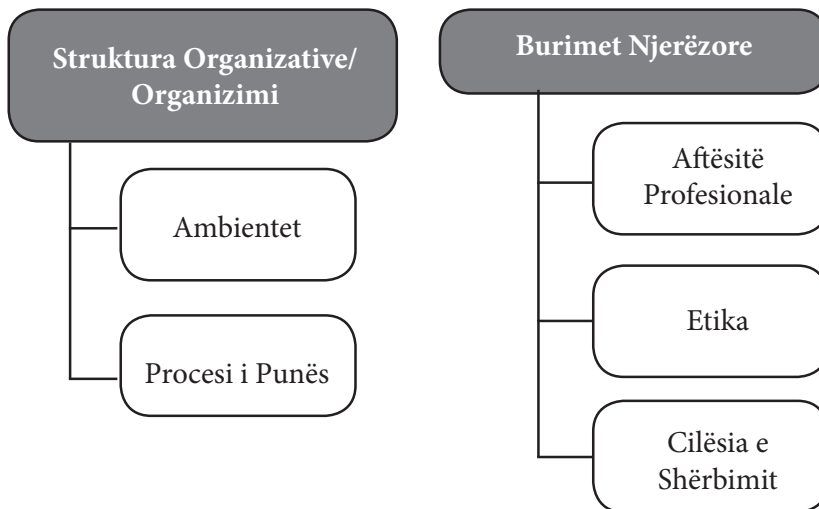 Struktura Organizative/
Organizimi
Ambientet
Procesi i Punës
Burimet Njerëzore
Aftësitë
Profesionale
Etika
Cilësia e
Shërbimit